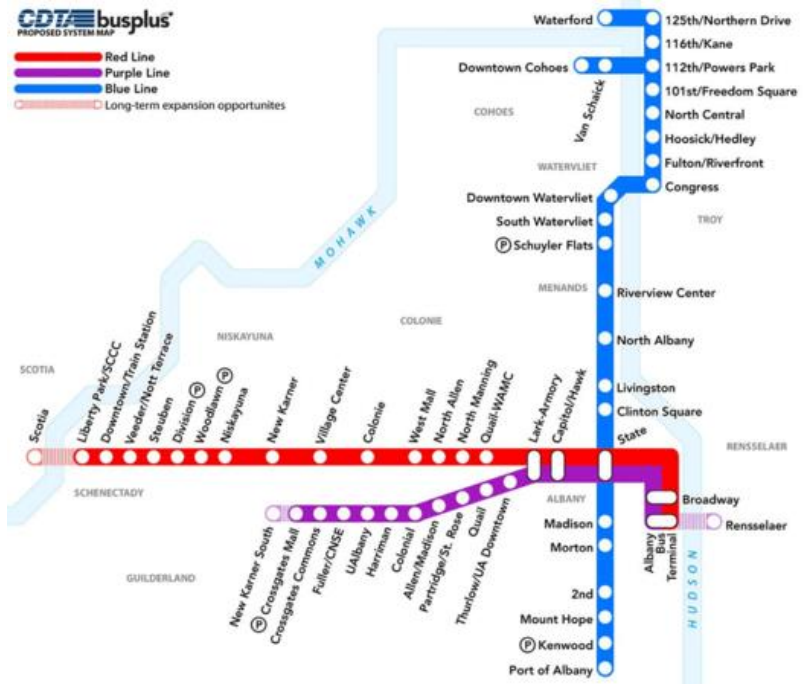 CDTA busplus
PROPOSED SYSTEM MAP
Red Line
Purple Line
Blue Line
Long-term expansion opportunites
Waterford
125th/Northern Drive
116th/Kane
Downtown Cohoes
112th/Powers Park
Van Schaick
101st/Freedom Square
COHOES
North Central
Hoosick/Hedley
WATERVLIET
Fulton/Riverfront
Congress
Downtown Watervliet
MOHAWK
South Watervliet
TROY
P Schuyler Flats
MENANDS
Riverview Center
COLONIE
NISKAYUNA
North Albany
SCOTIA
Livingston
Clinton Square
Scotia
Liberty Park/SCCC
Downtown/Train Station
Veeder/Nott Terrace
Steuben
Division P
Woodlawn P
Niskayuna
New Karner
Village Center
Colonie
West Mall
North Allen
North Manning
Quail-WAMC
Lark-Armory
Capitol/Hawk
State
RENSSELAER
SCHENECTADY
ALBANY
Broadway
Albany
Bus
Terminal
Rensselaer
New Karner South
P Crossgates Mall
Crossgates Commons
Fuller/CNSE
UAlbany
Harriman
Colonial
Allen/Madison
Partridge/St. Rose
Quail
Thurlow/UA Downtown
Madison
Morton
GUILDERLAND
HUDSON
2nd
Mount Hope
P Kenwood
Port of Albany